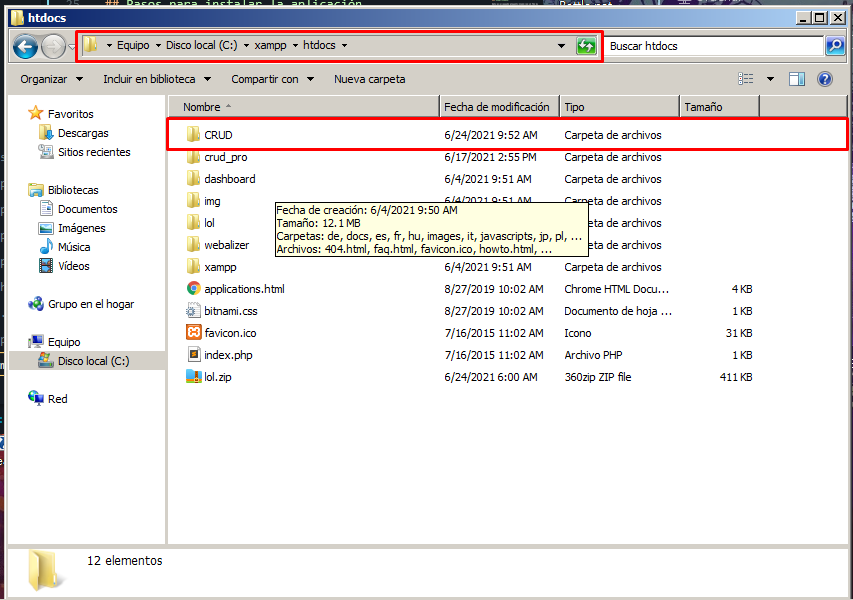 ## Pasos para instalar la aplicación
htdocs
Equipo Disco local (C:) xampp htdocs
Buscar htdocs
Organizar Incluir en biblioteca Compartir con Nueva carpeta
Favoritos
Descargas
Sitios recientes
Bibliotecas
Documentos
Imágenes
Música
Vídeos
Grupo en el hogar
Equipo
Disco local (C:)
Red
Nombre Fecha de modificación Tipo Tamaño
CRUD 6/24/2021 9:52 AM Carpeta de archivos
crud_pro 6/17/2021 2:55 PM Carpeta de archivos
dashboard 6/4/2021 9:51 AM Carpeta de archivos
img 6/4/2021 9:51 AM Carpeta de archivos
lol
webalizer
xampp 6/4/2021 9:51 AM Carpeta de archivos
Fecha de creación: 6/4/2021 9:50 AM
Tamaño: 12.1 MB
Carpetas: de, docs, es, fr, hu, images, it, javascripts, jp, pl, ...
Archivos: 404.html, faq.html, favicon.ico, howto.html, ...
de archivos
de archivos
applications.html 8/27/2019 10:02 AM Chrome HTML Docu... 4 KB
bitnami.css 8/27/2019 10:02 AM Documento de hoja ... 1 KB
favicon.ico 7/16/2015 11:02 AM Icono 31 KB
index.php 7/16/2015 11:02 AM Archivo PHP 1 KB
lol.zip 6/24/2021 6:00 AM 360zip ZIP file 411 KB
12 elementos